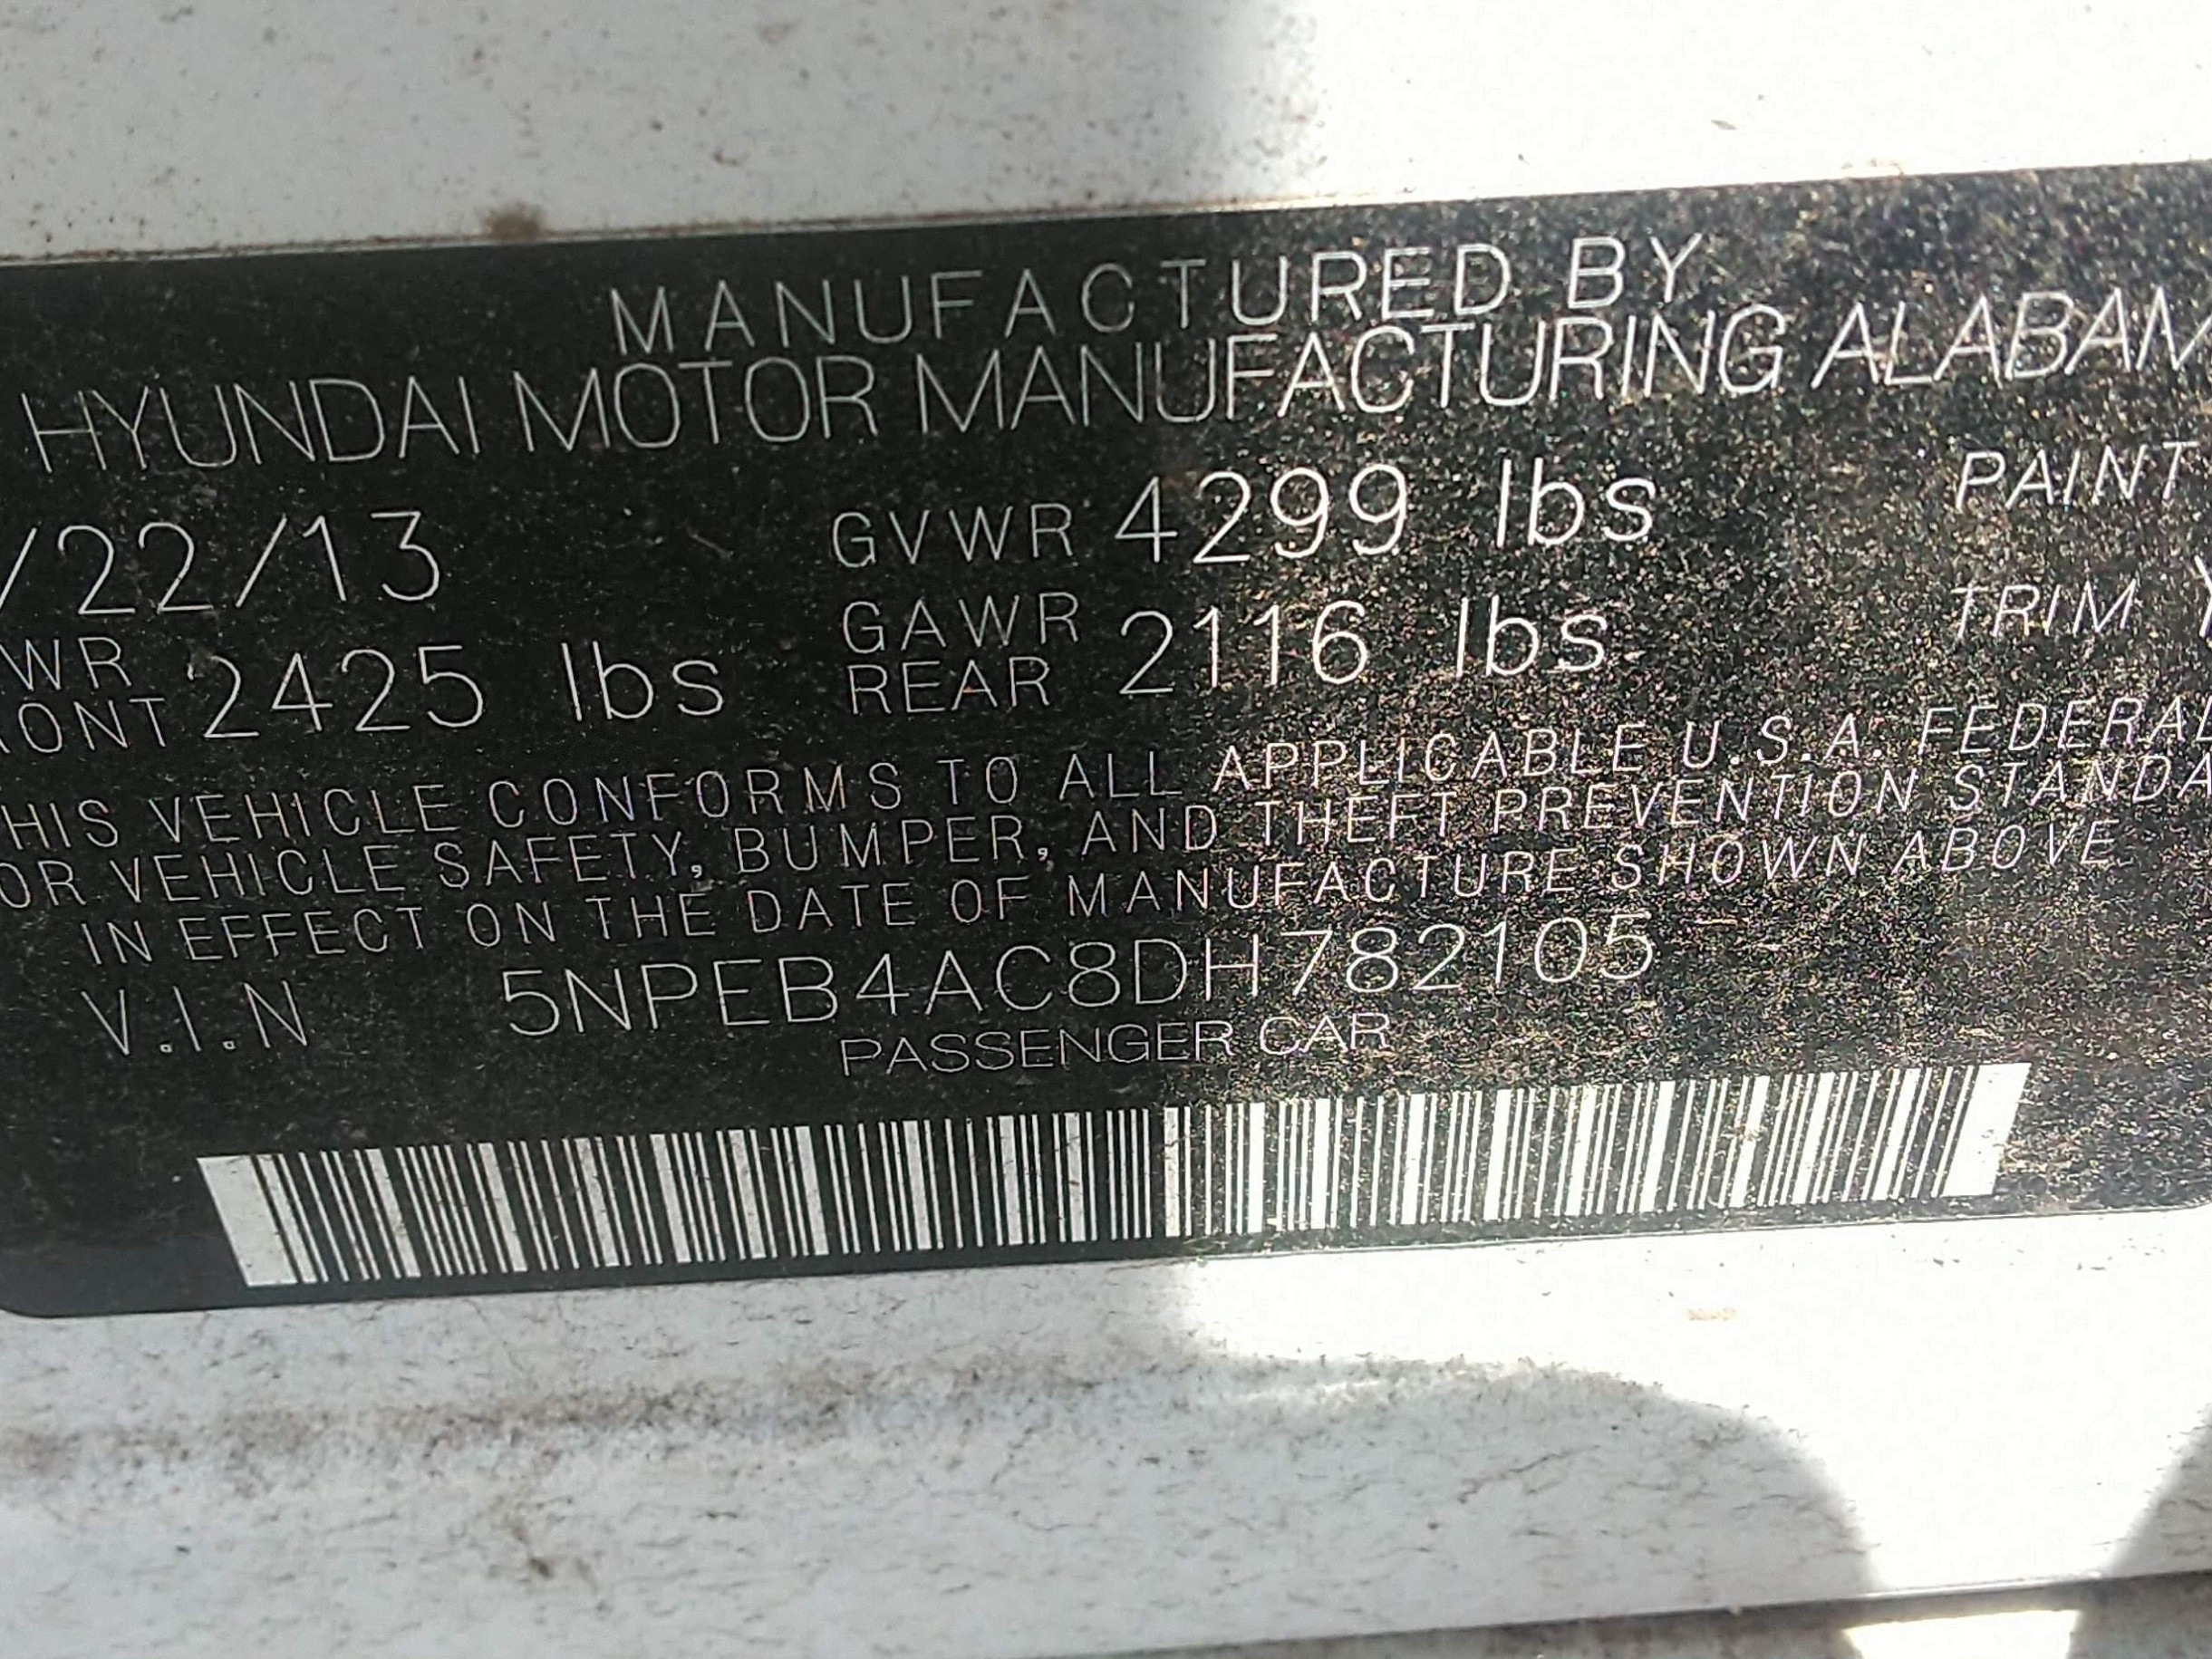 MANUFACTURED BY
HYUNDAI MOTOR MANUFACTURING ALABAM
/22/13 GVWR 4299 lbs PAINT
WR
ONT 2425 lbs GAWR
REAR 2116 lbs TRIM
HIS VEHICLE CONFORMS TO ALL APPLICABLE U.S.A. FEDERAL
OR VEHICLE SAFETY, BUMPER, AND THEFT PREVENTION STANDA
IN EFFECT ON THE DATE OF MANUFACTURE SHOWN ABOVE
V.I.N 5NPEB4AC8DH782105
PASSENGER CAR